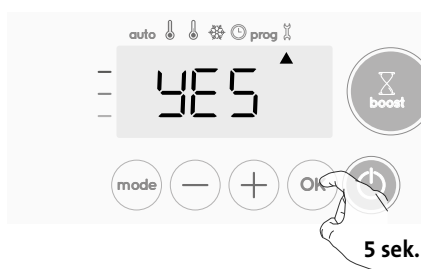 auto prog
YES
boost
mode − + OK
5 sek.